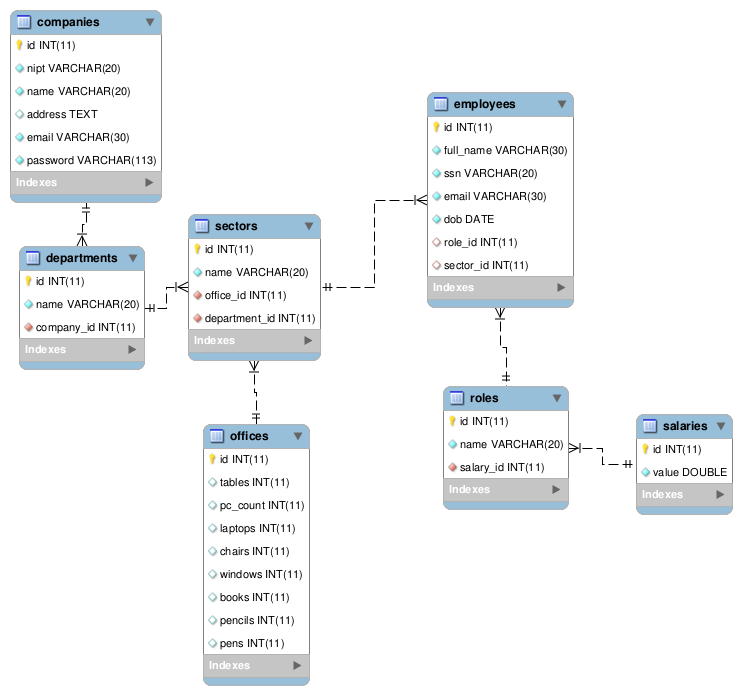 companies
id INT(11)
nipt VARCHAR(20)
name VARCHAR(20)
address TEXT
email VARCHAR(30)
password VARCHAR(113)
Indexes
departments
id INT(11)
name VARCHAR(20)
company_id INT(11)
Indexes
sectors
id INT(11)
name VARCHAR(20)
office_id INT(11)
department_id INT(11)
Indexes
offices
id INT(11)
tables INT(11)
pc_count INT(11)
laptops INT(11)
chairs INT(11)
windows INT(11)
books INT(11)
pencils INT(11)
pens INT(11)
Indexes
employees
id INT(11)
full_name VARCHAR(30)
ssn VARCHAR(20)
email VARCHAR(30)
dob DATE
role_id INT(11)
sector_id INT(11)
Indexes
roles
id INT(11)
name VARCHAR(20)
salary_id INT(11)
Indexes
salaries
id INT(11)
value DOUBLE
Indexes